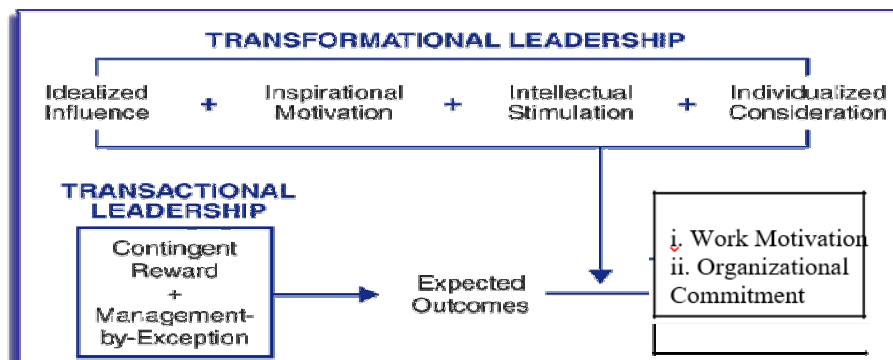 TRANSFORMATIONAL LEADERSHIP
Idealized
Influence
+
Inspirational
Motivation
+
Intellectual
Stimulation
+
Individualized
Consideration
TRANSACTIONAL
LEADERSHIP
Contingent
Reward
+
Management-
by-Exception
Expected
Outcomes
i. Work Motivation
ii. Organizational
Commitment